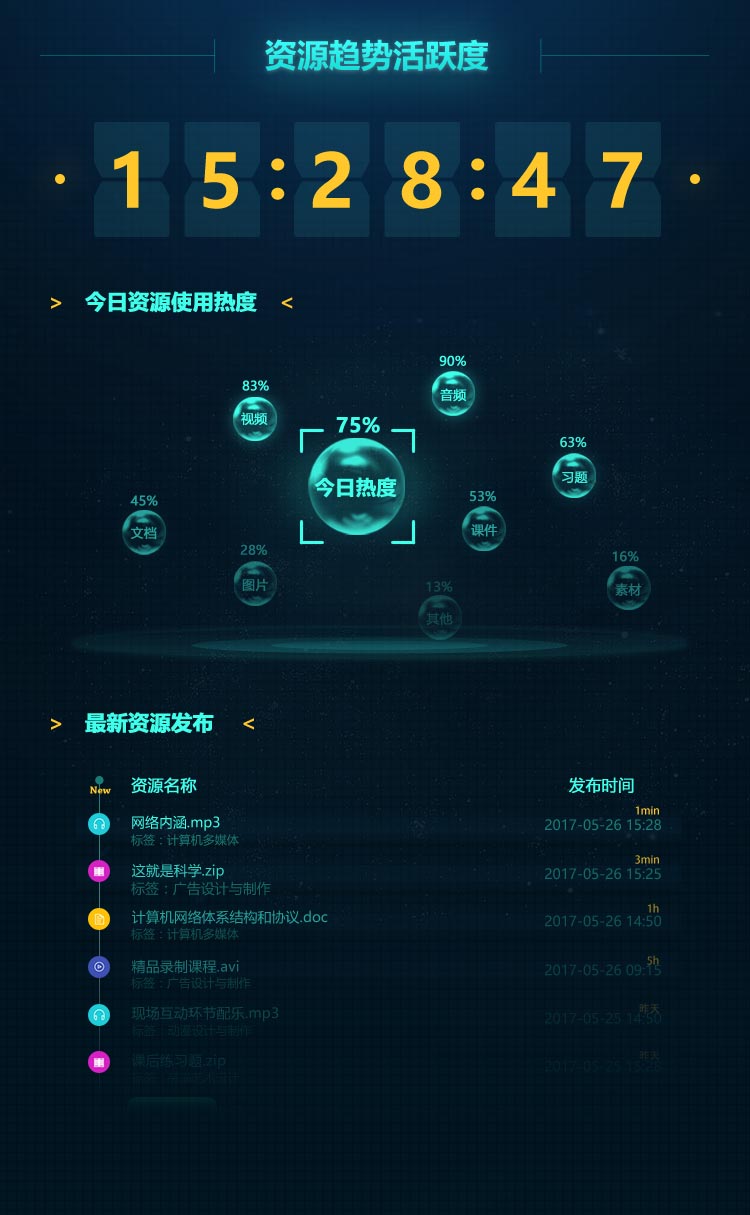 资源趋势活跃度
15:28:47
> 今日资源使用热度 <
90%
音频
83%
视频
75%
今日热度
63%
习题
45%
文档
53%
课件
28%
图片
16%
素材
13%
其他
> 最新资源发布 <
New 资源名称 发布时间
1min
网络内涵.mp3 2017-05-26 15:28
标签：计算机多媒体
3min
这就是科学.zip 2017-05-26 15:25
标签：广告设计与制作
1h
计算机网络体系结构和协议.doc 2017-05-26 14:50
标签：计算机多媒体
5h
精品录制课程.avi 2017-05-26 09:15
标签：广告设计与制作
昨天
现场互动环节配乐.mp3 2017-05-25 14:50
标签：动漫设计与制作
昨天
课后练习题.zip 2017-05-25 15:28